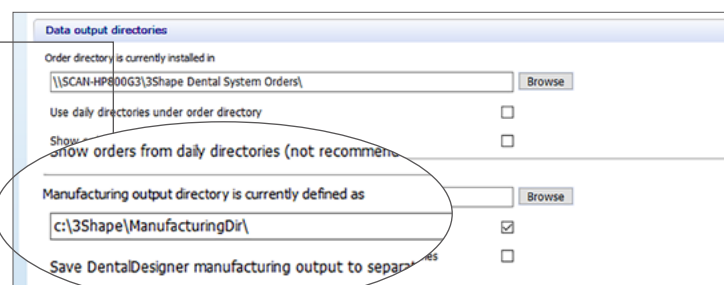 Data output directories
Order directory is currently installed in
\\SCAN-HP800G3\3Shape Dental System Orders\
Browse
Use daily directories under order directory
Show
Show orders from daily directories (not recommen
Manufacturing output directory is currently defined as
Browse
c:\3Shape\ManufacturingDir\
Save DentalDesigner manufacturing output to separa